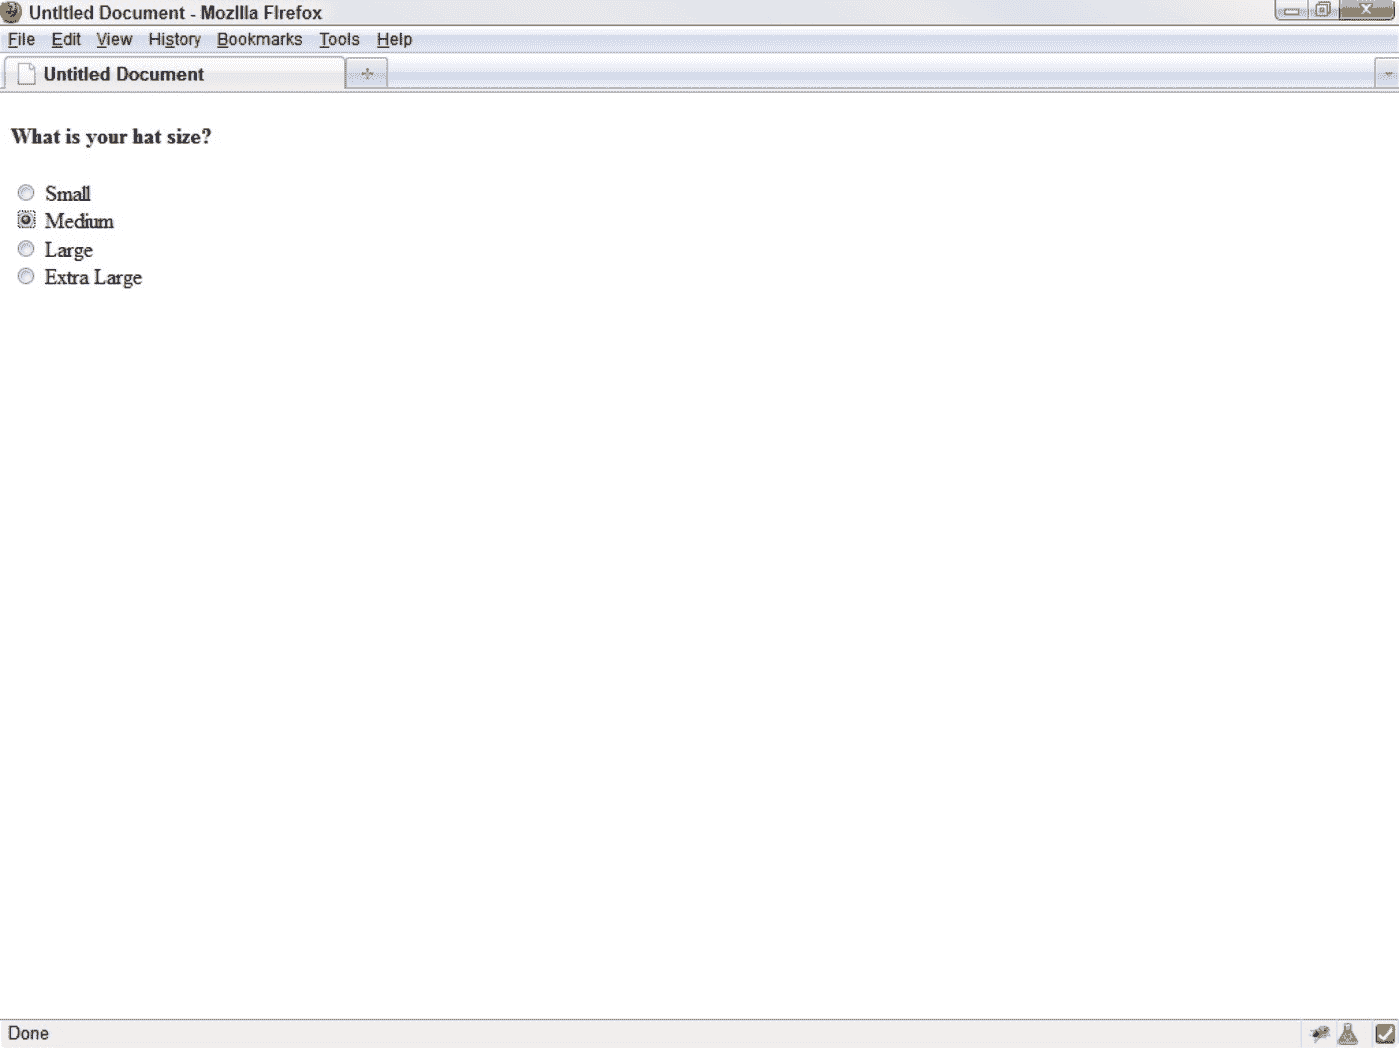 Untitled Document - Mozilla Firefox
File Edit View History Bookmarks Tools Help
Untitled Document
What is your hat size?
Small
Medium
Large
Extra Large
Done